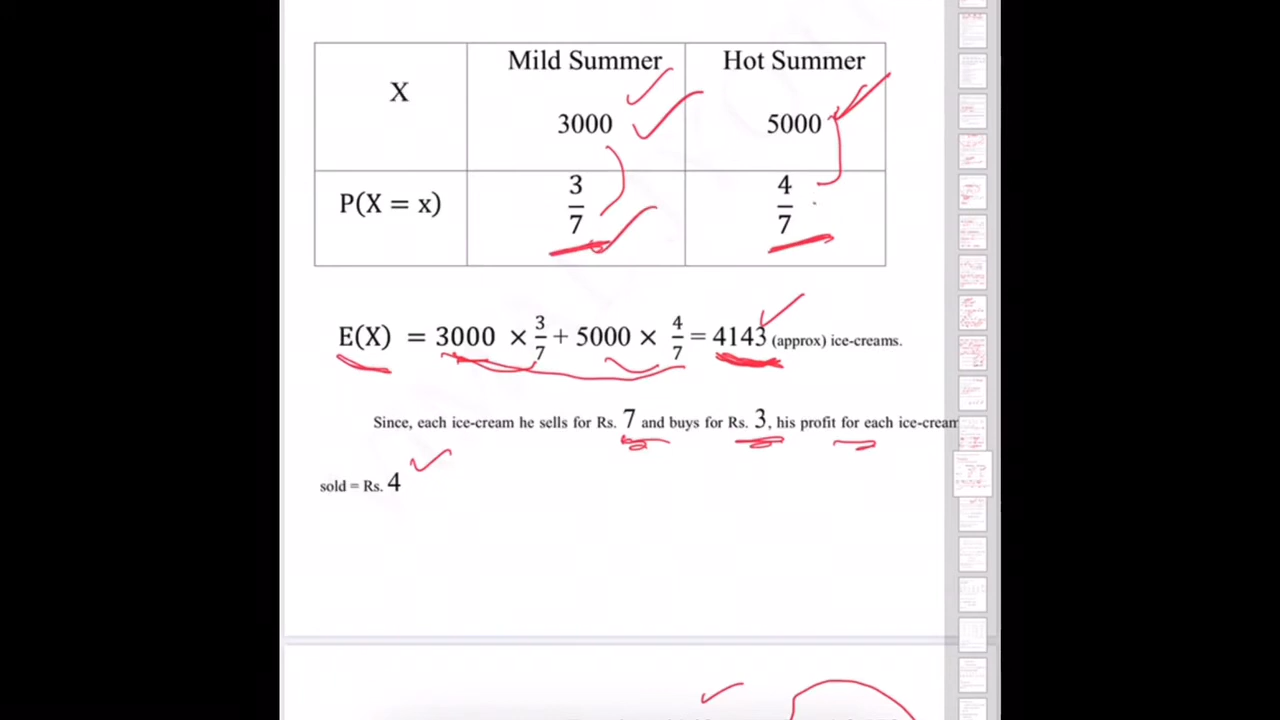 X Mild Summer 3000 Hot Summer 5000
P(X = x) 3/7 4/7
E(X) = 3000 × 3/7 + 5000 × 4/7 = 4143 (approx) ice-creams.
Since, each ice-cream he sells for Rs. 7 and buys for Rs. 3, his profit for each ice-cream
sold = Rs. 4